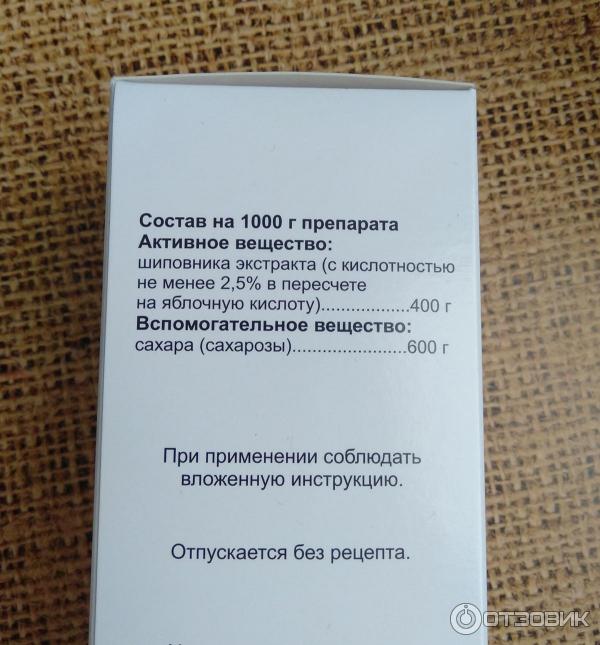 Состав на 1000 г препарата
Активное вещество:
шиповника экстракта (с кислотностью
не менее 2,5% в пересчете
на яблочную кислоту)..................400 г
Вспомогательное вещество:
сахара (сахарозы).......................600 г
При применении соблюдать
вложенную инструкцию.
Отпускается без рецепта.
ОТЗОВИК